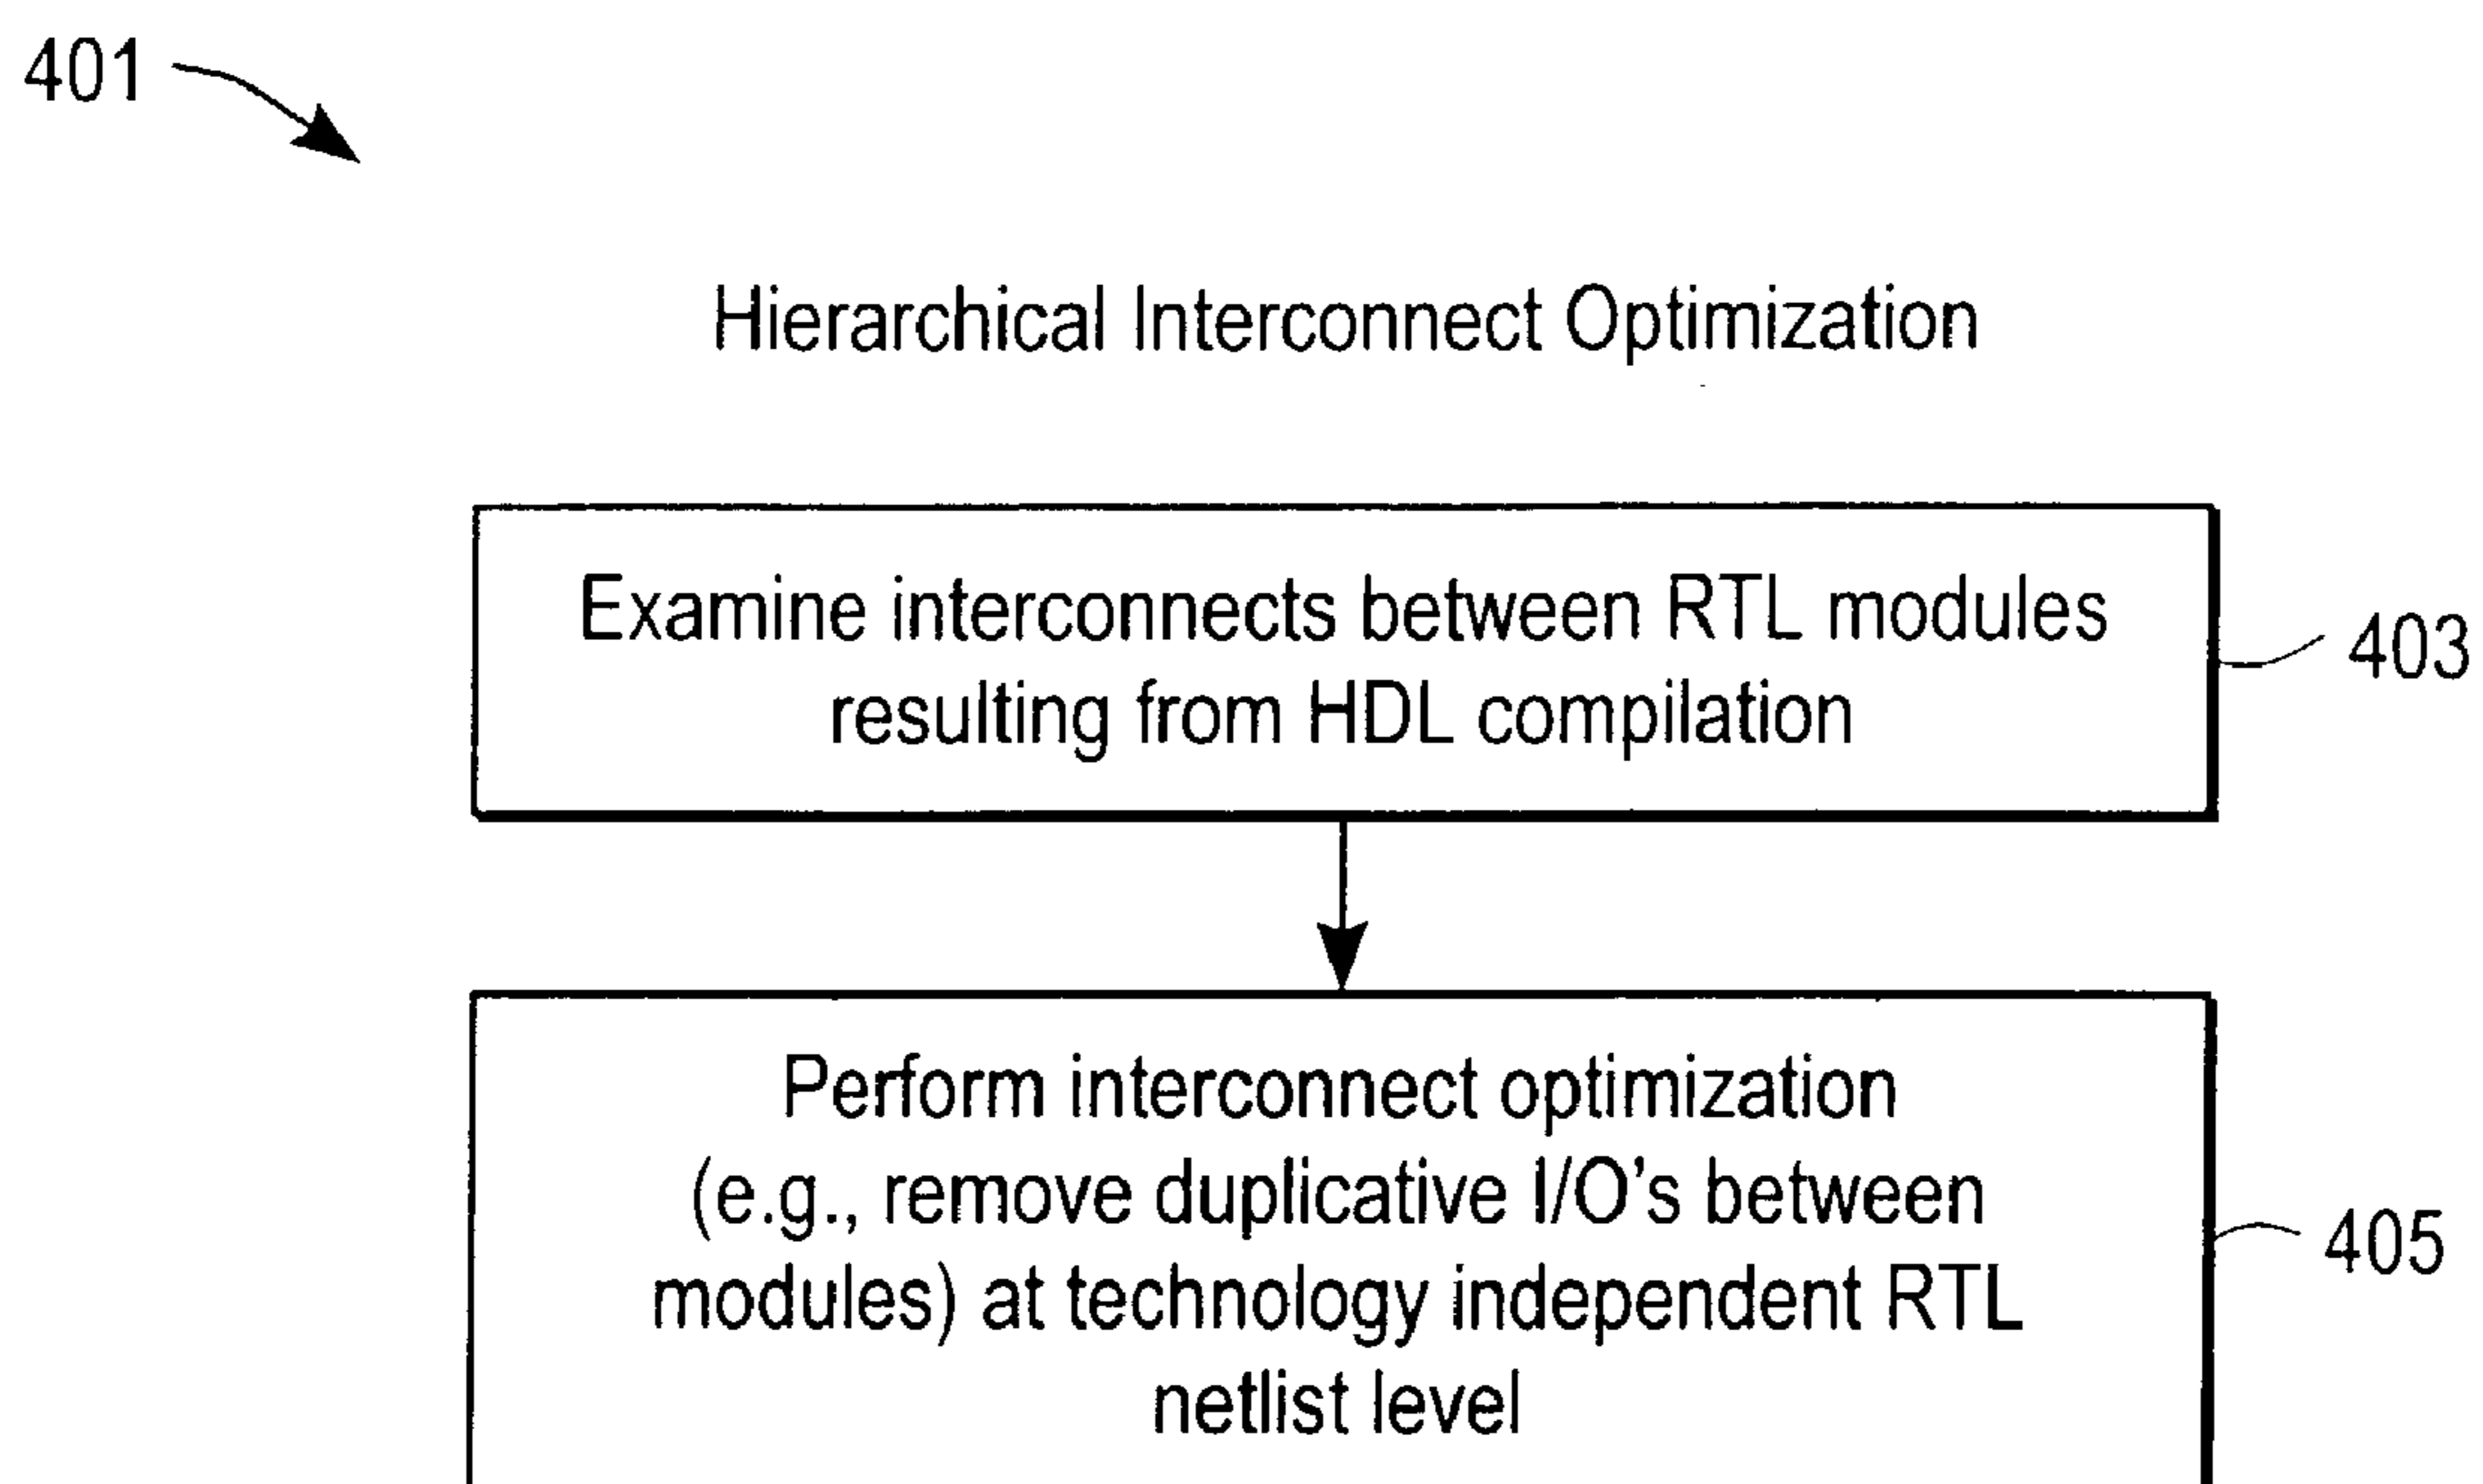 401
Hierarchical Interconnect Optimization
Examine interconnects between RTL modules
resulting from HDL compilation
403
Perform interconnect optimization
(e.g., remove duplicative I/O’s between
modules) at technology independent RTL
netlist level
405